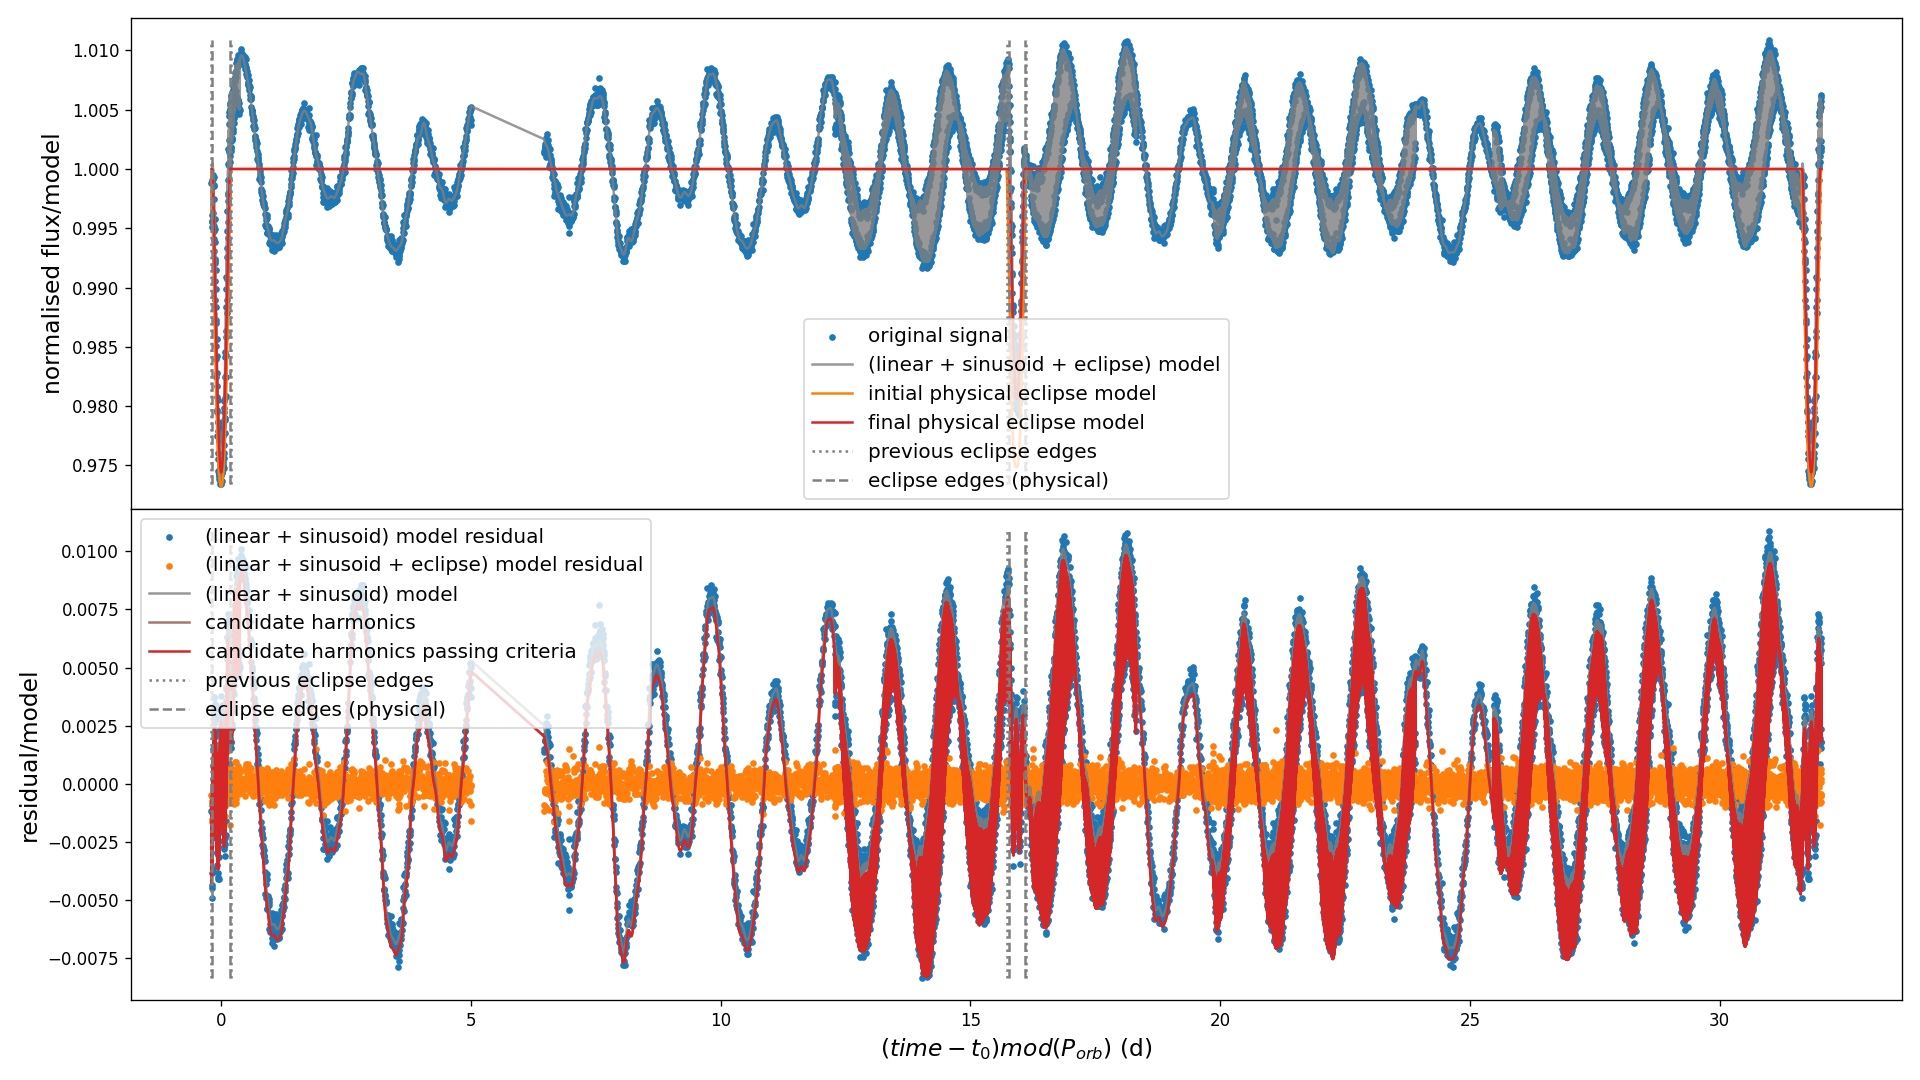 normalised flux/model
1.010
1.005
1.000
0.995
0.990
0.985
0.980
0.975
original signal
(linear + sinusoid + eclipse) model
initial physical eclipse model
final physical eclipse model
previous eclipse edges
eclipse edges (physical)
residual/model
0.0100
0.0075
0.0050
0.0025
0.0000
−0.0025
−0.0050
−0.0075
(linear + sinusoid) model residual
(linear + sinusoid + eclipse) model residual
(linear + sinusoid) model
candidate harmonics
candidate harmonics passing criteria
previous eclipse edges
eclipse edges (physical)
0 5 10 15 20 25 30
(time − t₀)mod(P_orb) (d)